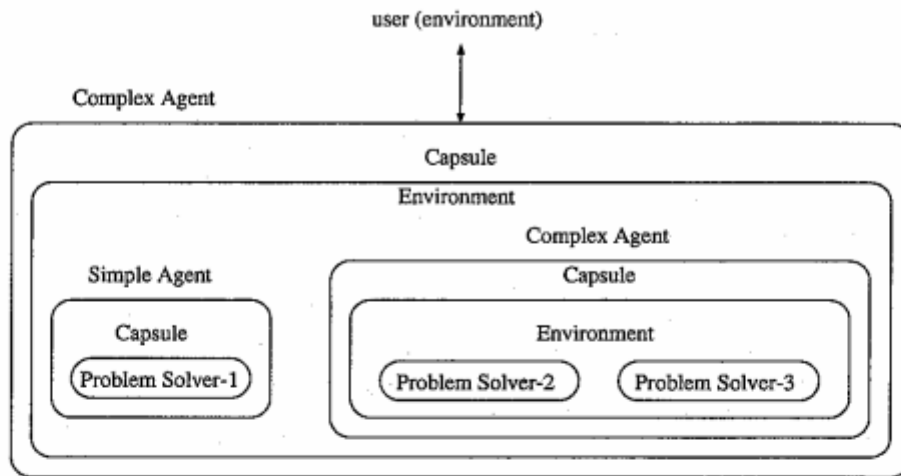 user (environment)
Complex Agent
Capsule
Environment
Complex Agent
Simple Agent
Capsule
Capsule
Environment
Problem Solver-1
Problem Solver-2
Problem Solver-3